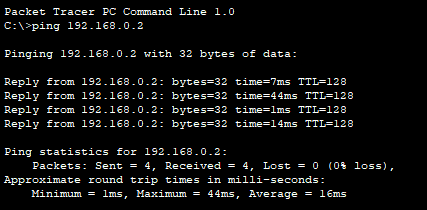 Packet Tracer PC Command Line 1.0
C:\>ping 192.168.0.2
Pinging 192.168.0.2 with 32 bytes of data:
Reply from 192.168.0.2: bytes=32 time=7ms TTL=128
Reply from 192.168.0.2: bytes=32 time=44ms TTL=128
Reply from 192.168.0.2: bytes=32 time=1ms TTL=128
Reply from 192.168.0.2: bytes=32 time=14ms TTL=128
Ping statistics for 192.168.0.2:
Packets: Sent = 4, Received = 4, Lost = 0 (0% loss),
Approximate round trip times in milli-seconds:
Minimum = 1ms, Maximum = 44ms, Average = 16ms